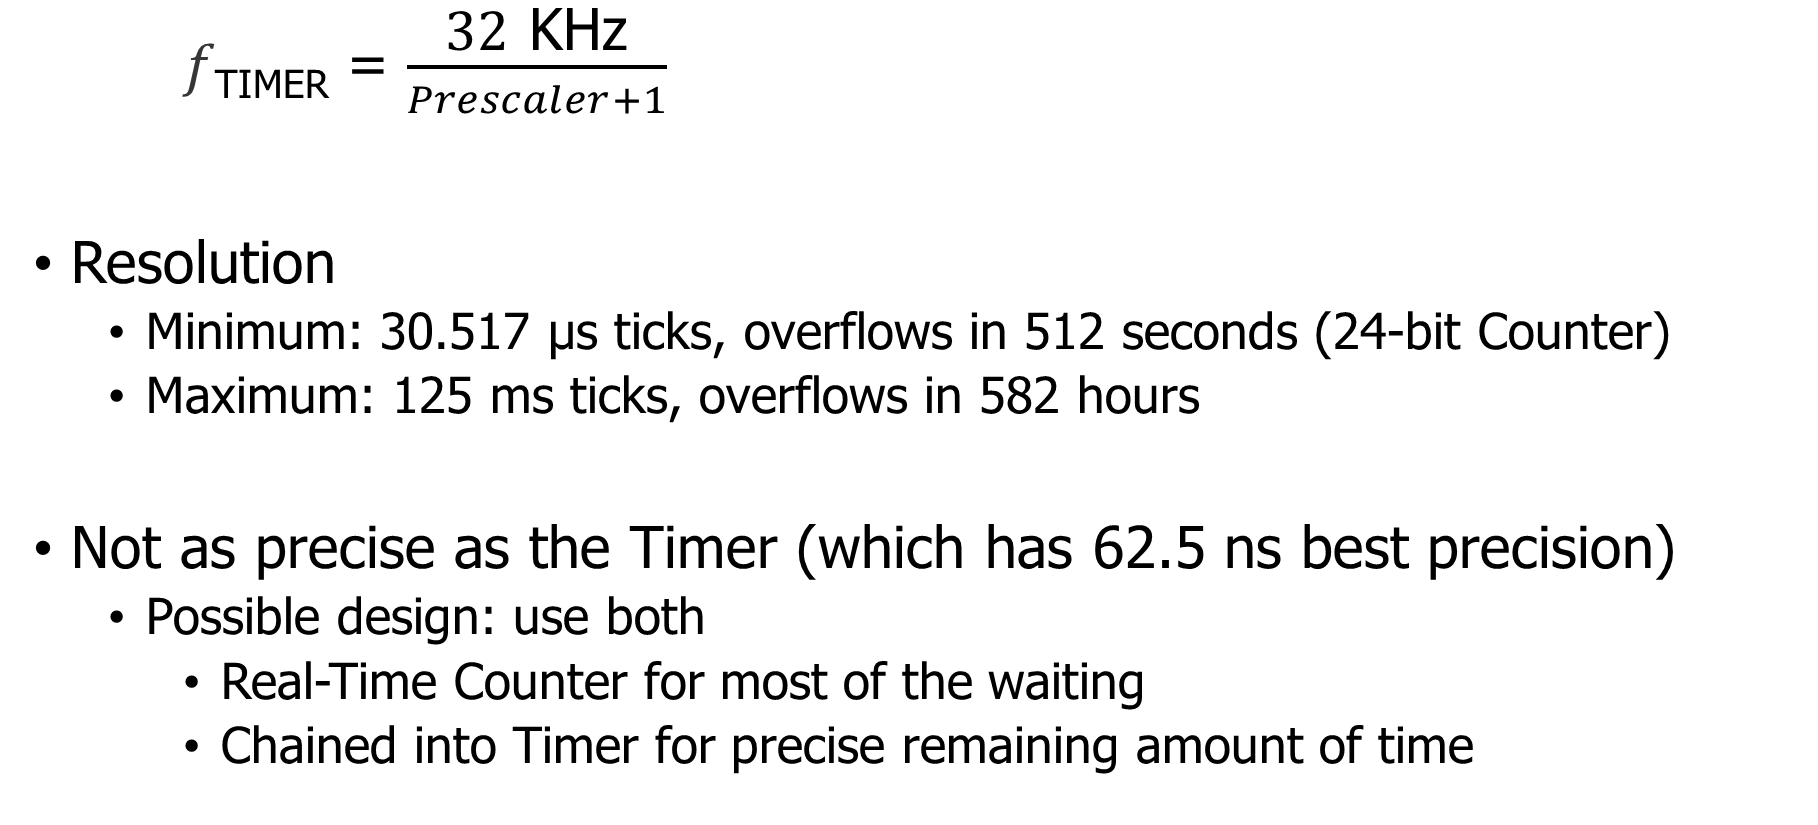 f TIMER = 32 KHz / Prescaler+1
• Resolution
• Minimum: 30.517 µs ticks, overflows in 512 seconds (24-bit Counter)
• Maximum: 125 ms ticks, overflows in 582 hours
• Not as precise as the Timer (which has 62.5 ns best precision)
• Possible design: use both
• Real-Time Counter for most of the waiting
• Chained into Timer for precise remaining amount of time